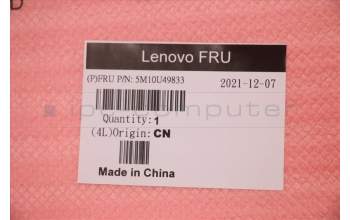 Lenovo FRU
(P)FRU P/N: 5M10U49833
2021-12-07
Quantity:1
(4L)Origin:CN
Made in China